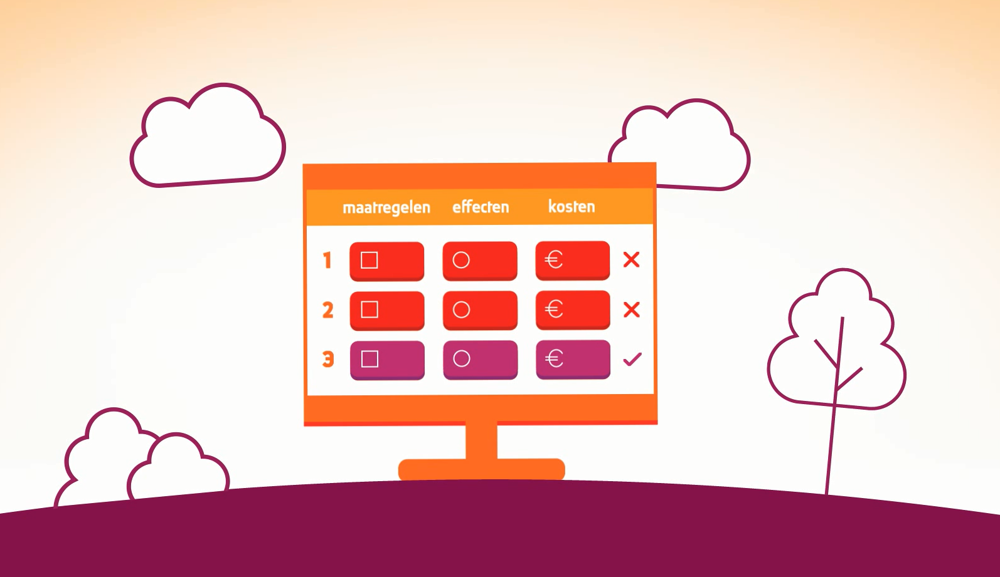 maatregelen effecten kosten
1 €
2 €
3 €